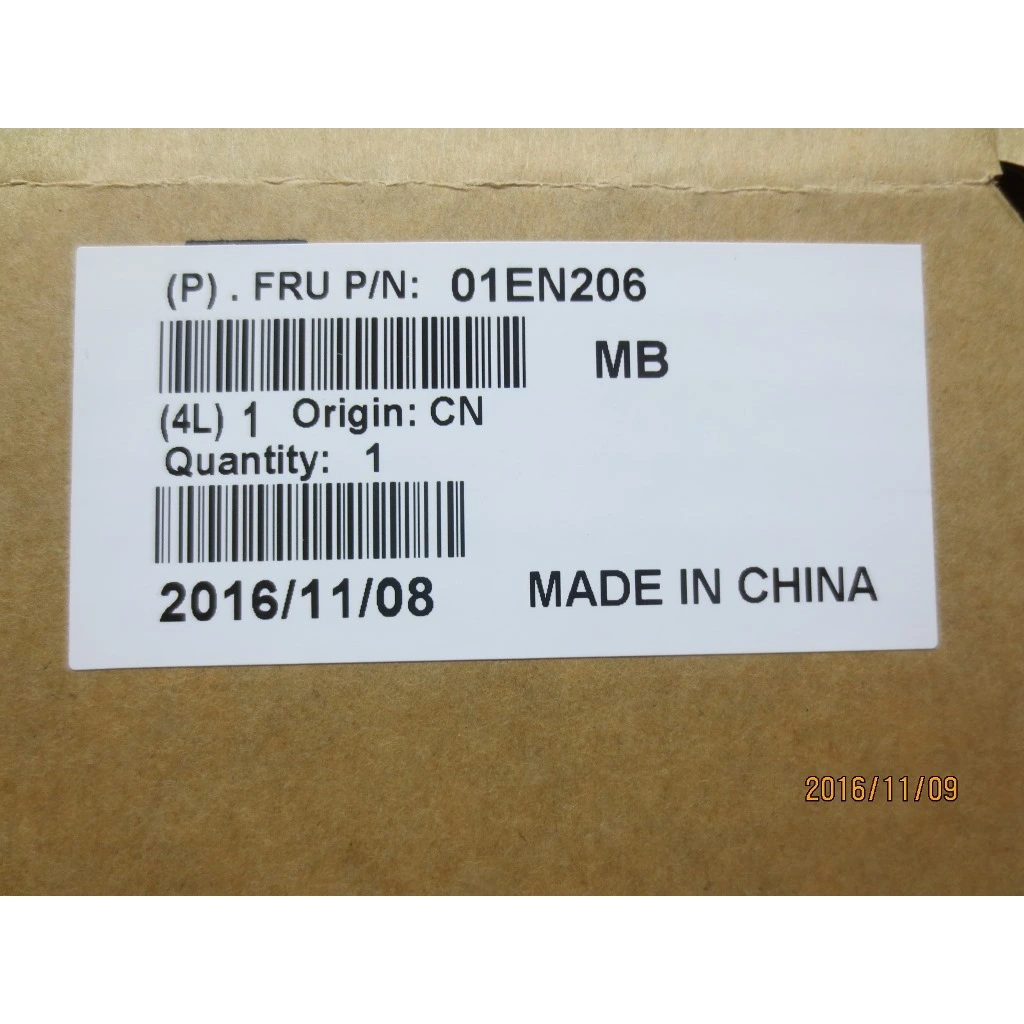 (P) . FRU P/N: 01EN206
MB
(4L) 1 Origin: CN
Quantity: 1
2016/11/08
MADE IN CHINA
2016/11/09